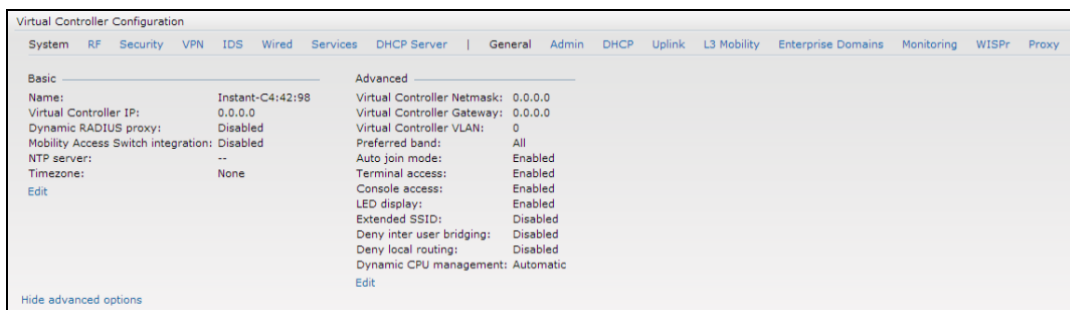 Virtual Controller Configuration
System RF Security VPN IDS Wired Services DHCP Server | General Admin DHCP Uplink L3 Mobility Enterprise Domains Monitoring WISPr Proxy
Basic
Name: Instant-C4:42:98
Virtual Controller IP: 0.0.0.0
Dynamic RADIUS proxy: Disabled
Mobility Access Switch integration: Disabled
NTP server: --
Timezone: None
Edit
Advanced
Virtual Controller Netmask: 0.0.0.0
Virtual Controller Gateway: 0.0.0.0
Virtual Controller VLAN: 0
Preferred band: All
Auto join mode: Enabled
Terminal access: Enabled
Console access: Enabled
LED display: Enabled
Extended SSID: Disabled
Deny inter user bridging: Disabled
Deny local routing: Disabled
Dynamic CPU management: Automatic
Edit
Hide advanced options